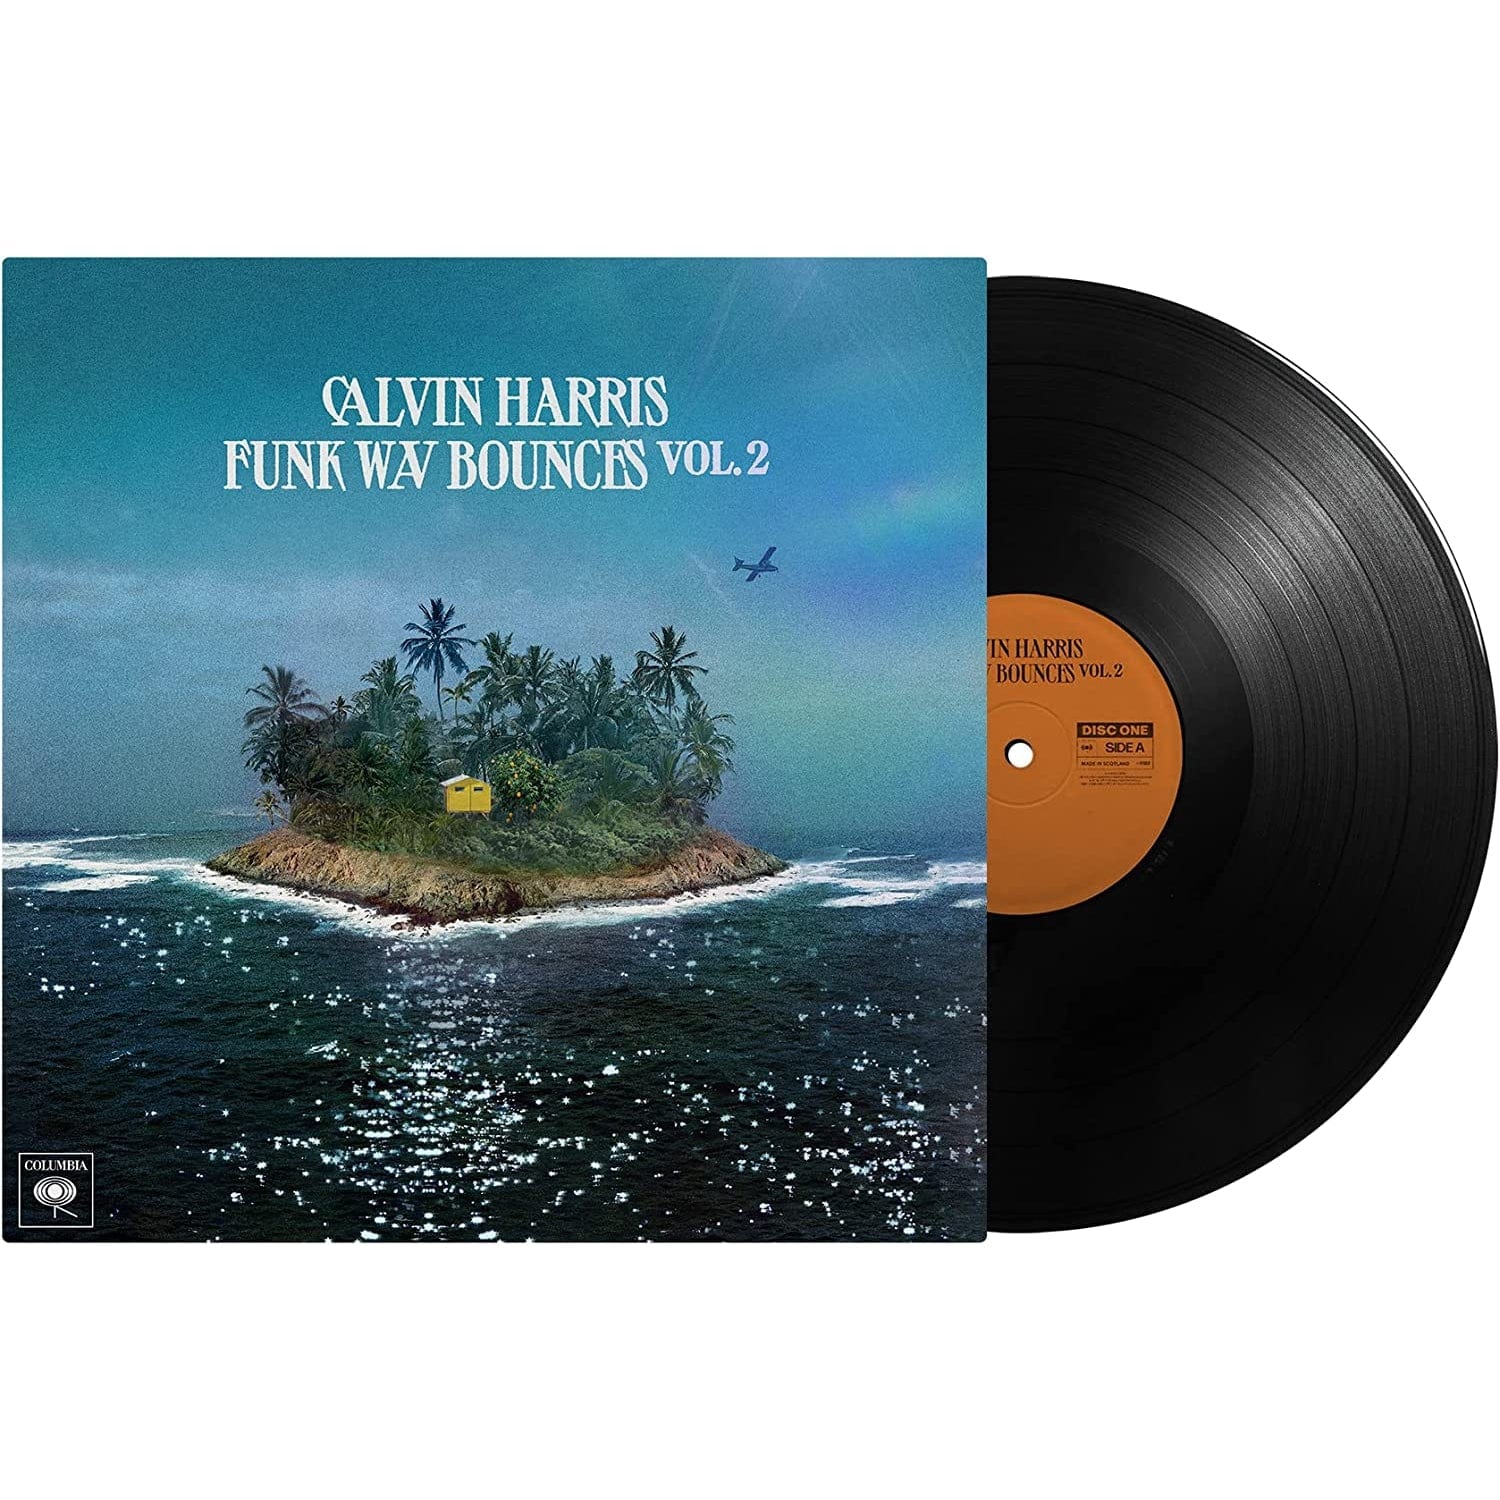 CALVIN HARRIS
FUNK WAV BOUNCES VOL. 2
VIN HARRIS
V BOUNCES VOL. 2
DISC ONE
SIDE A
MADE IN SCOTLAND
COLUMBIA